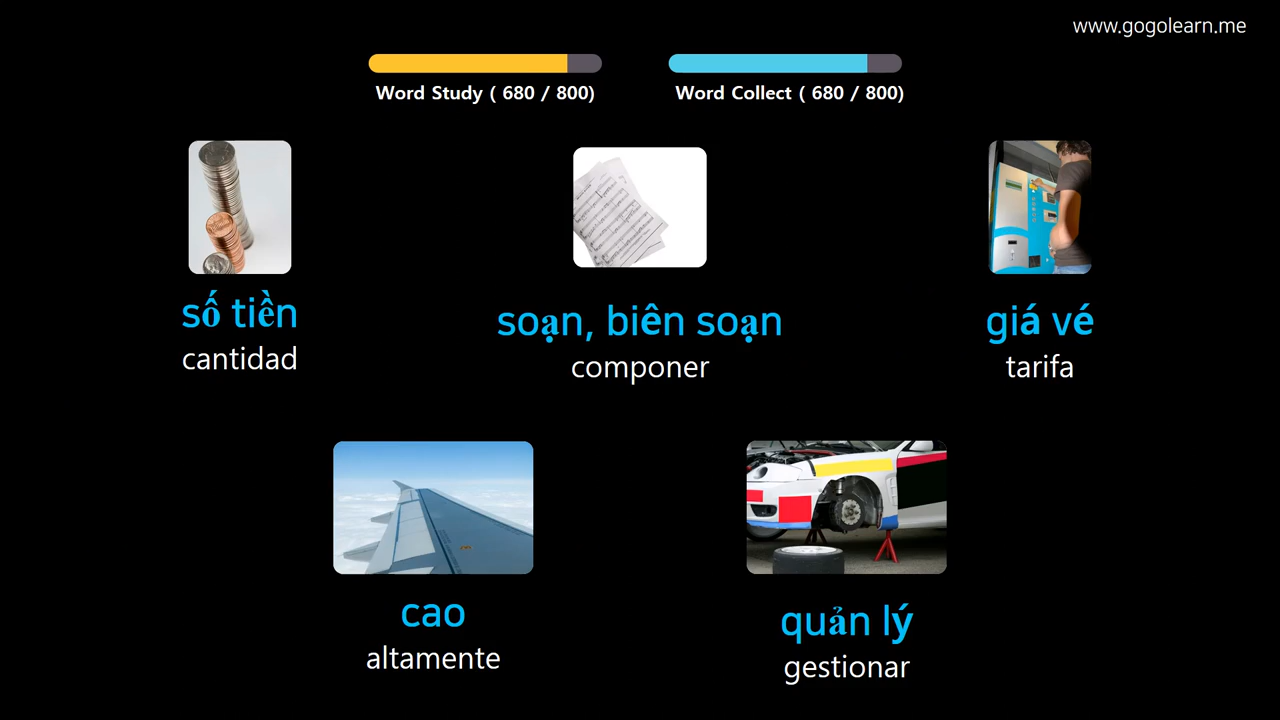 www.gogolearn.me
Word Study ( 680 / 800)
Word Collect ( 680 / 800)
số tiền
cantidad
soạn, biên soạn
componer
giá vé
tarifa
cao
altamente
quản lý
gestionar